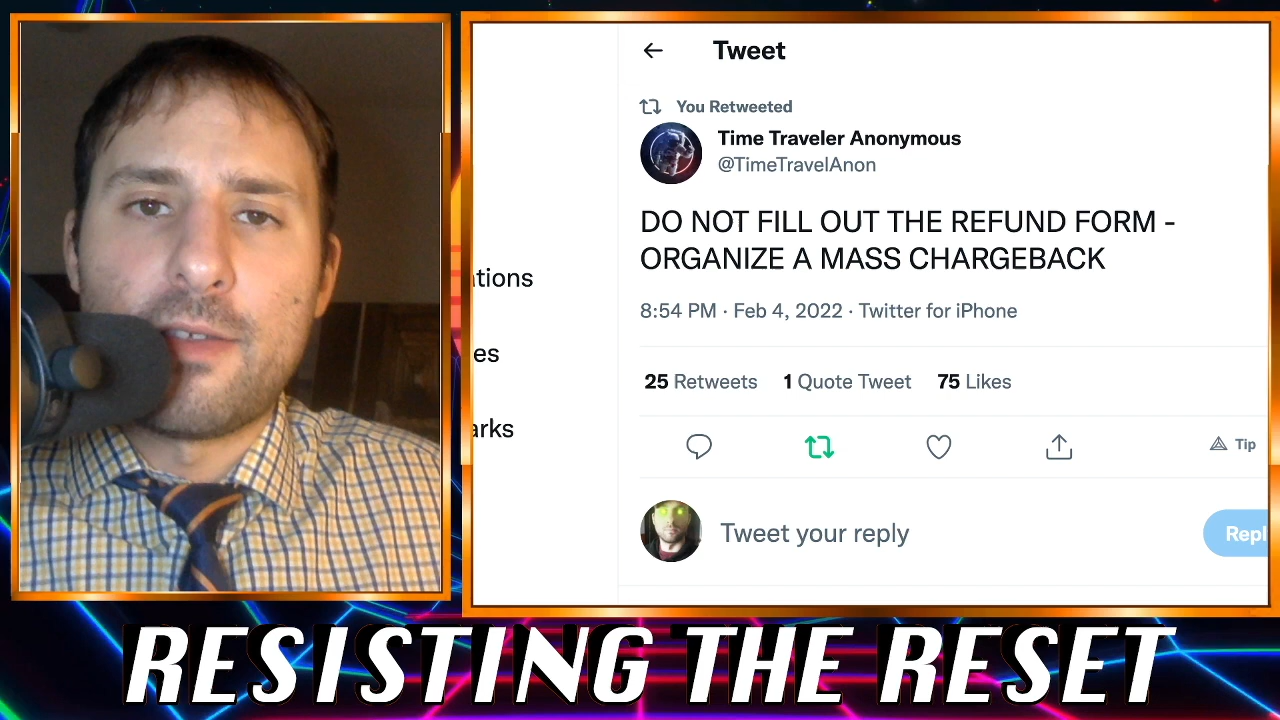 Tweet
You Retweeted
Time Traveler Anonymous
@TimeTravelAnon
DO NOT FILL OUT THE REFUND FORM -
ORGANIZE A MASS CHARGEBACK
ations
8:54 PM · Feb 4, 2022 · Twitter for iPhone
es
25 Retweets 1 Quote Tweet 75 Likes
arks
Tip
Tweet your reply
Repl
RESISTING THE RESET